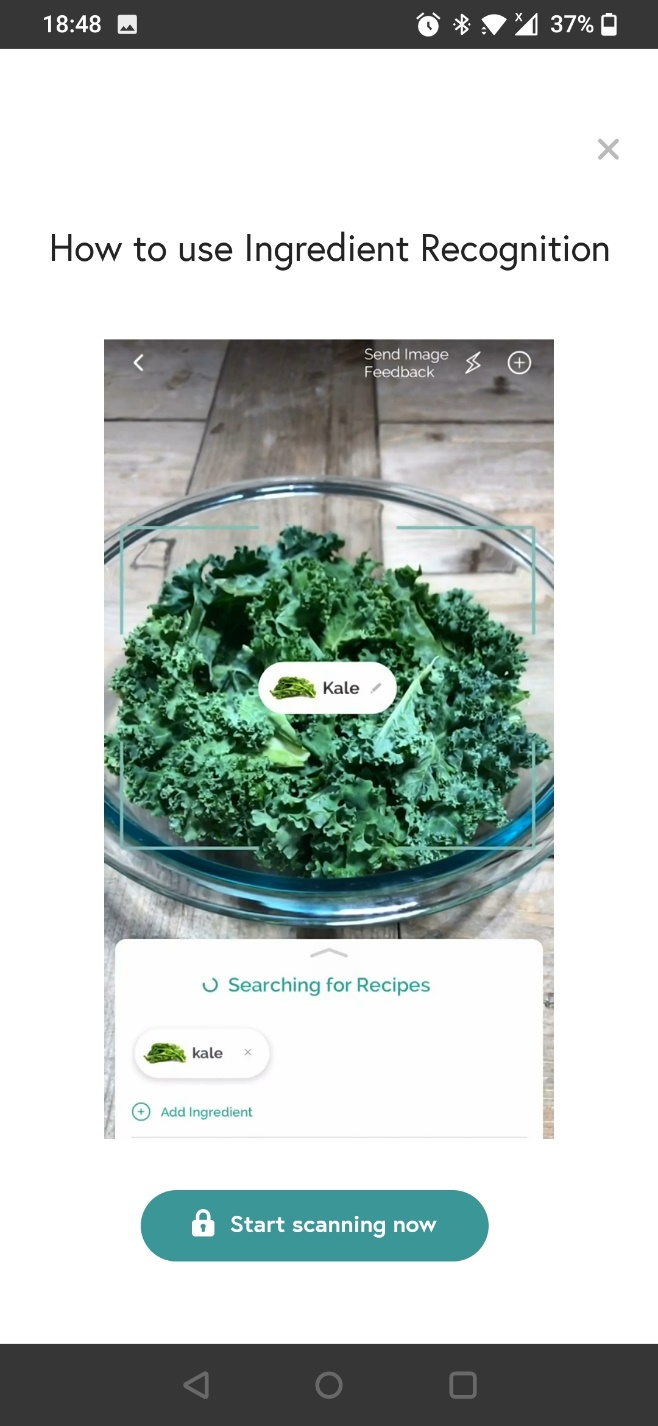 18:48
37%
How to use Ingredient Recognition
Send Image
Feedback
Kale
Searching for Recipes
kale
Add Ingredient
Start scanning now